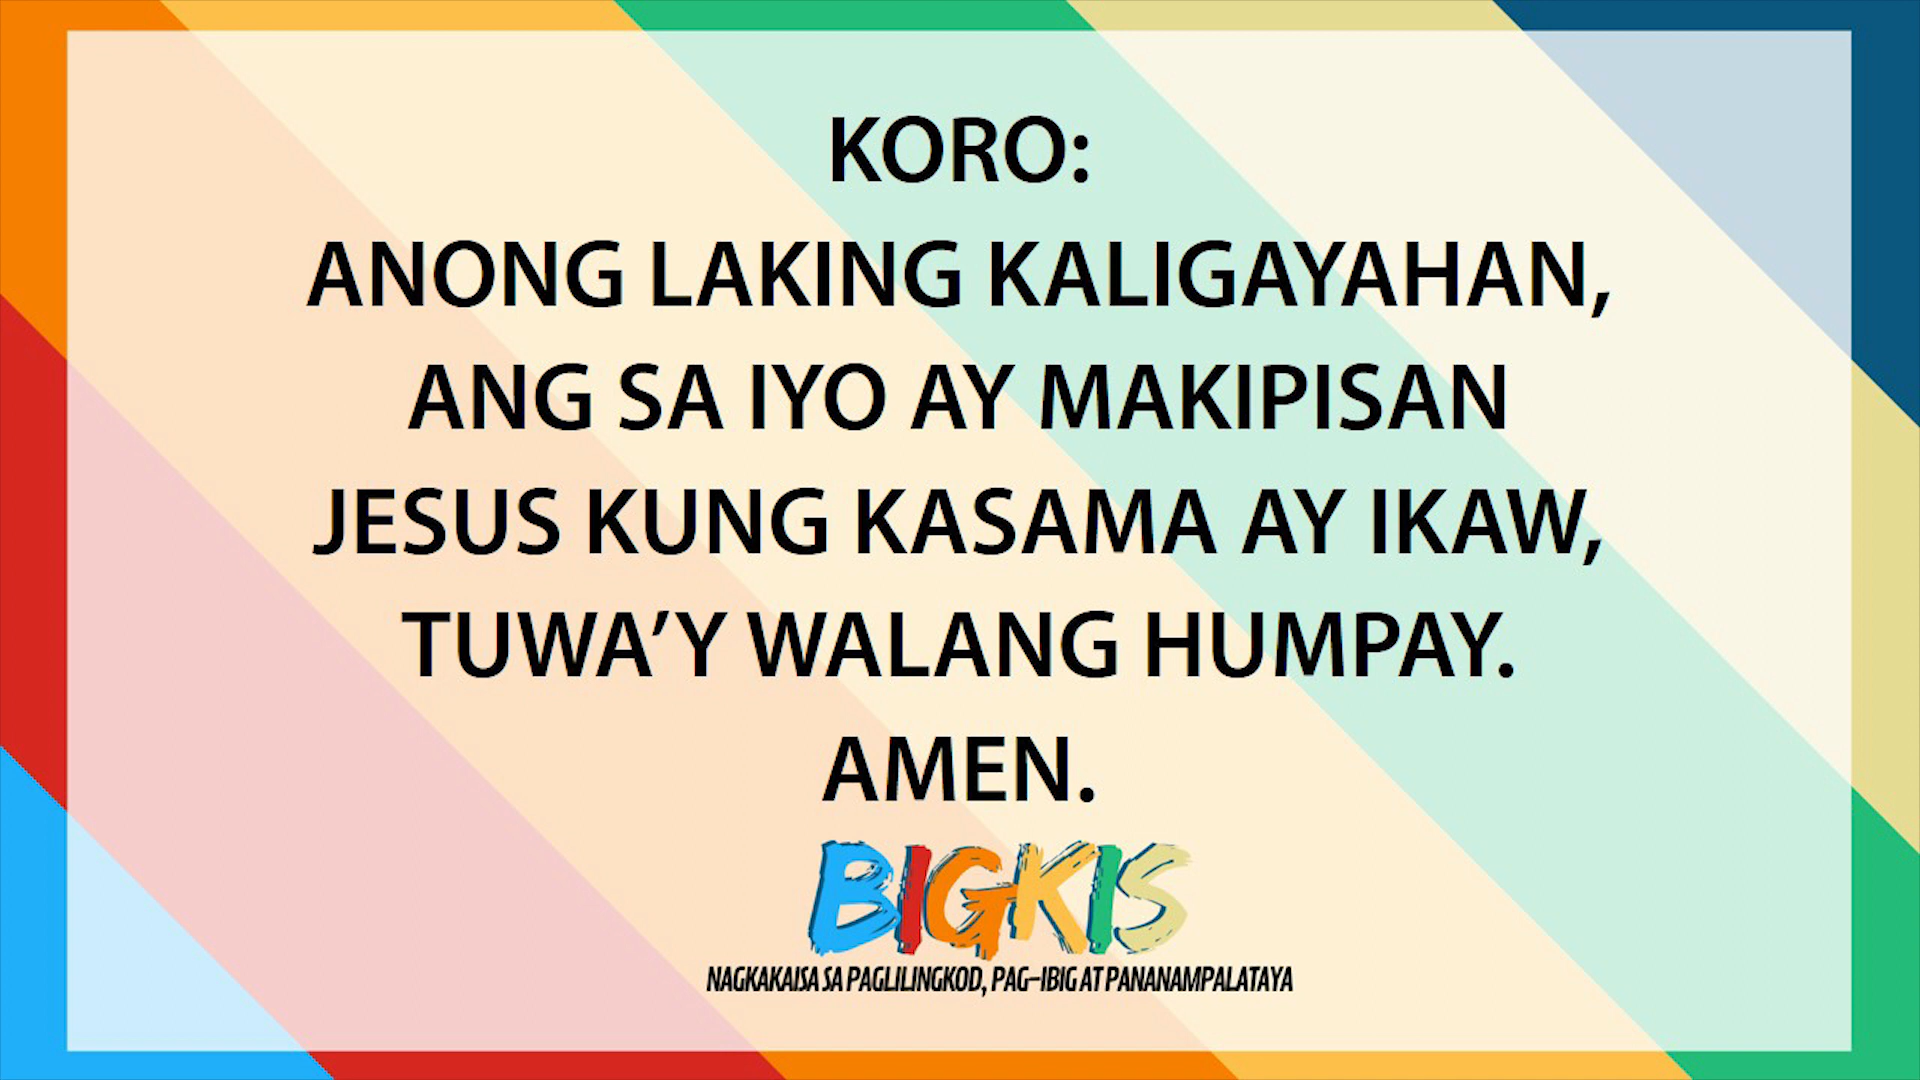 KORO:
ANONG LAKING KALIGAYAHAN,
ANG SA IYO AY MAKIPISAN
JESUS KUNG KASAMA AY IKAW,
TUWA’Y WALANG HUMPAY.
AMEN.
BIGKIS
NAGKAKAISA SA PAGLILINGKOD, PAG-IBIG AT PANANAMPALATAYA